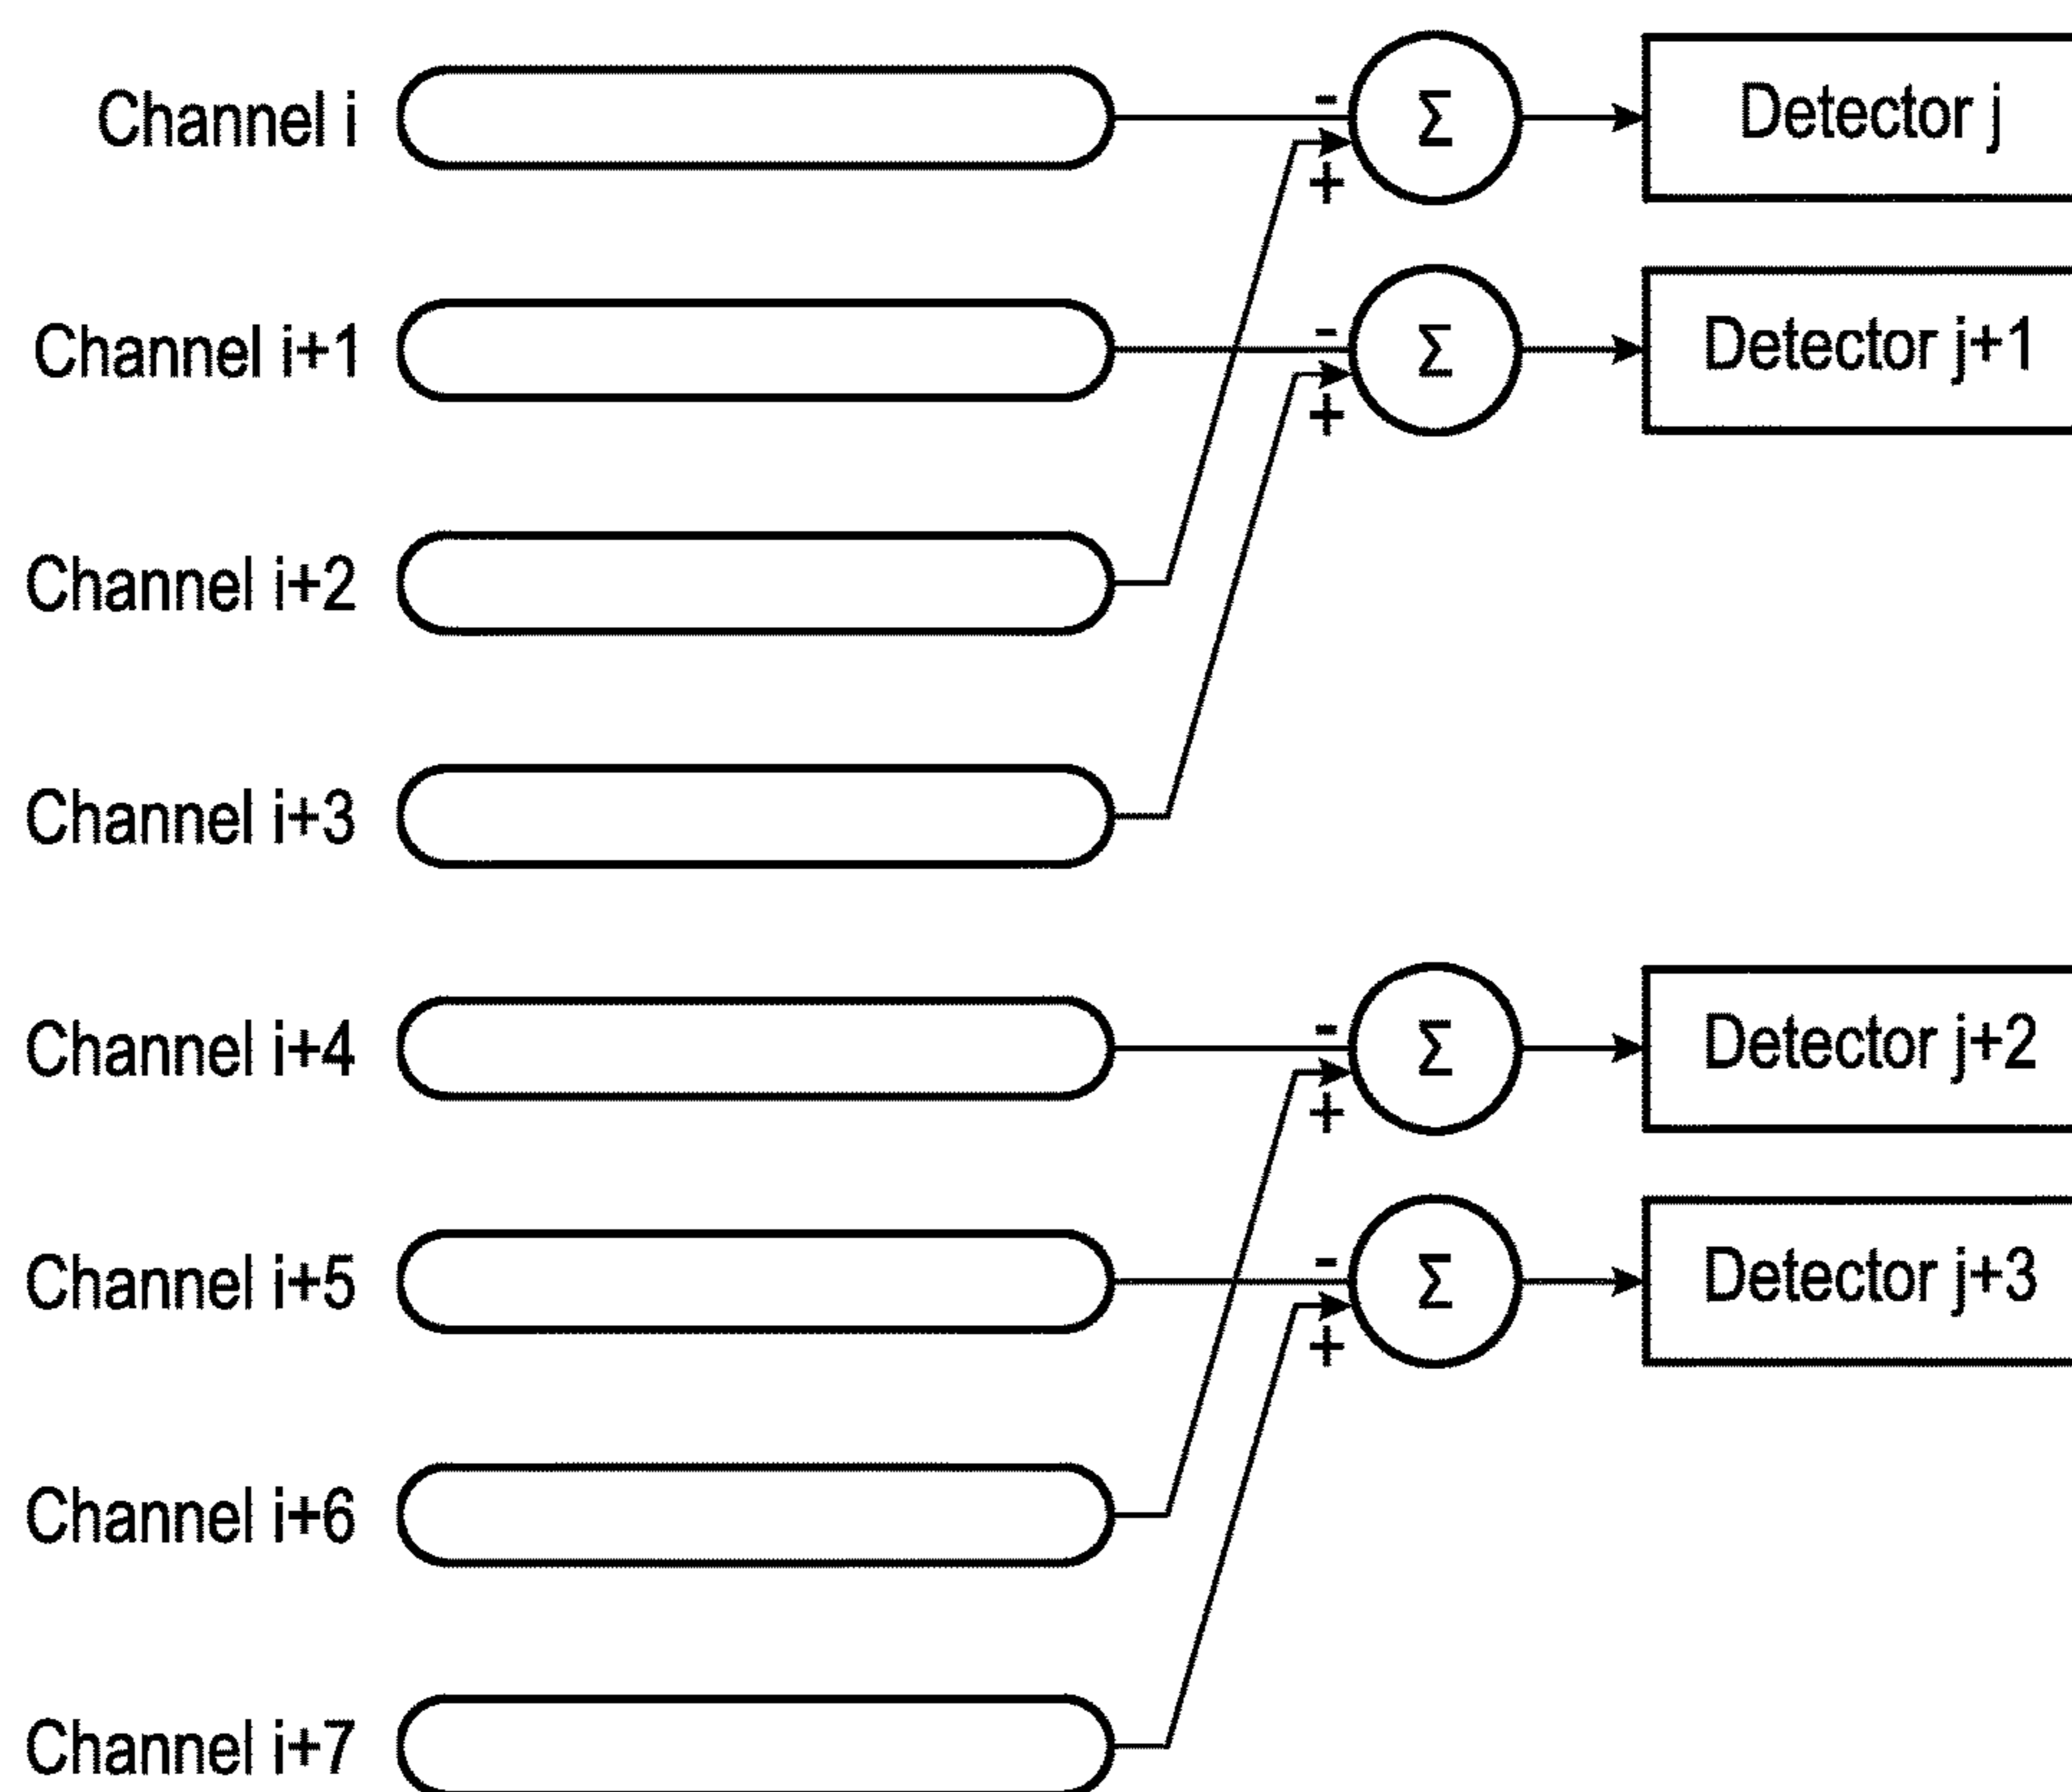 Channel i
-
+
Σ
Detector j
Channel i+1
-
+
Σ
Detector j+1
Channel i+2
Channel i+3
Channel i+4
-
+
Σ
Detector j+2
Channel i+5
-
+
Σ
Detector j+3
Channel i+6
Channel i+7